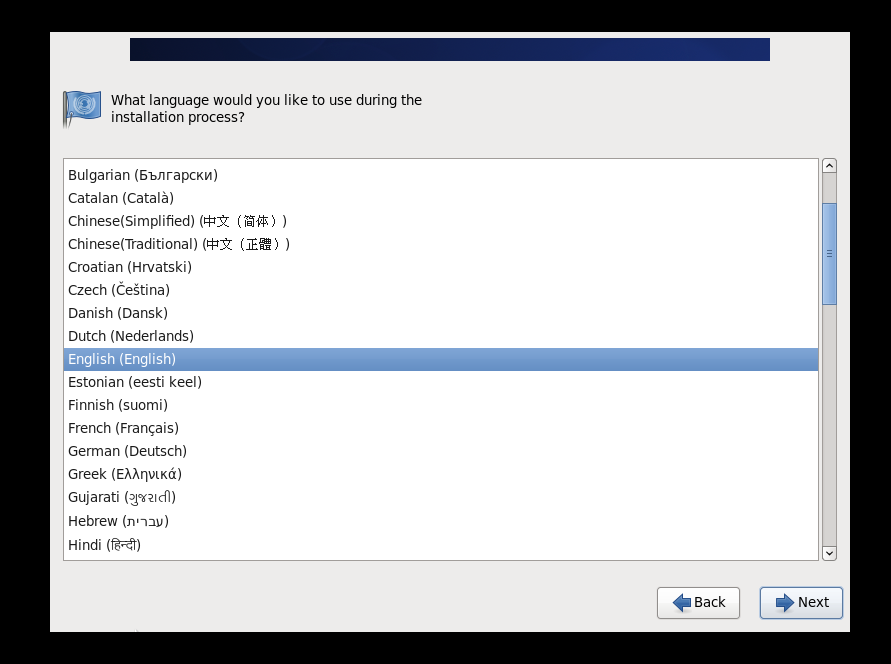 What language would you like to use during the
installation process?
Bulgarian (Български)
Catalan (Català)
Chinese(Simplified) (中文（简体）)
Chinese(Traditional) (中文（正體）)
Croatian (Hrvatski)
Czech (Čeština)
Danish (Dansk)
Dutch (Nederlands)
English (English)
Estonian (eesti keel)
Finnish (suomi)
French (Français)
German (Deutsch)
Greek (Ελληνικά)
Gujarati (ગુજરાતી)
Hebrew (עברית)
Hindi (हिन्दी)
Back
Next